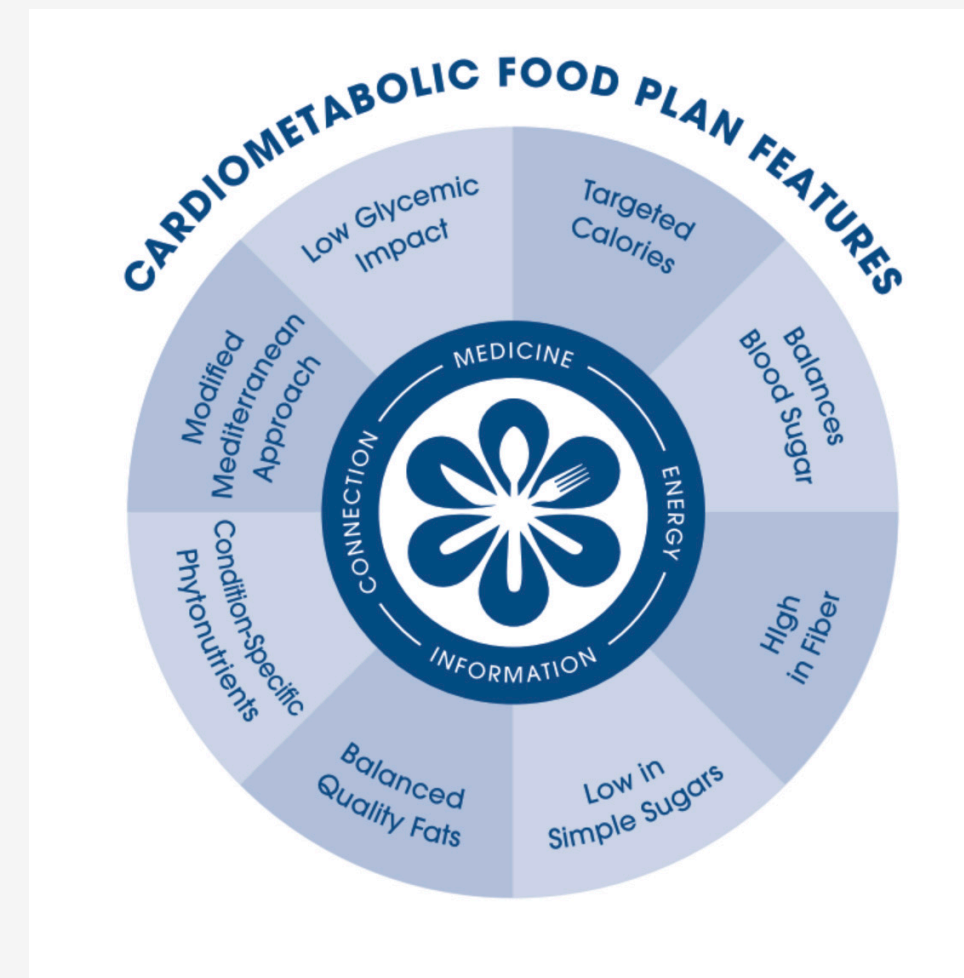 CARDIOMETABOLIC FOOD PLAN FEATURES
Targeted
Calories
Balances
Blood Sugar
HIgh
in Fiber
Low in
Simple Sugars
Balanced
Quality Fats
Condition-Specific
Phytonutrients
Modified
Mediterranean
Approach
Low Glycemic
Impact
MEDICINE
ENERGY
INFORMATION
CONNECTION